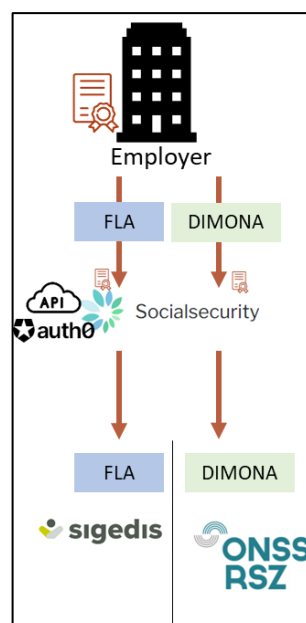 Employer
FLA DIMONA
API
auth0
Socialsecurity
FLA DIMONA
sigedis
ONSS
RSZ